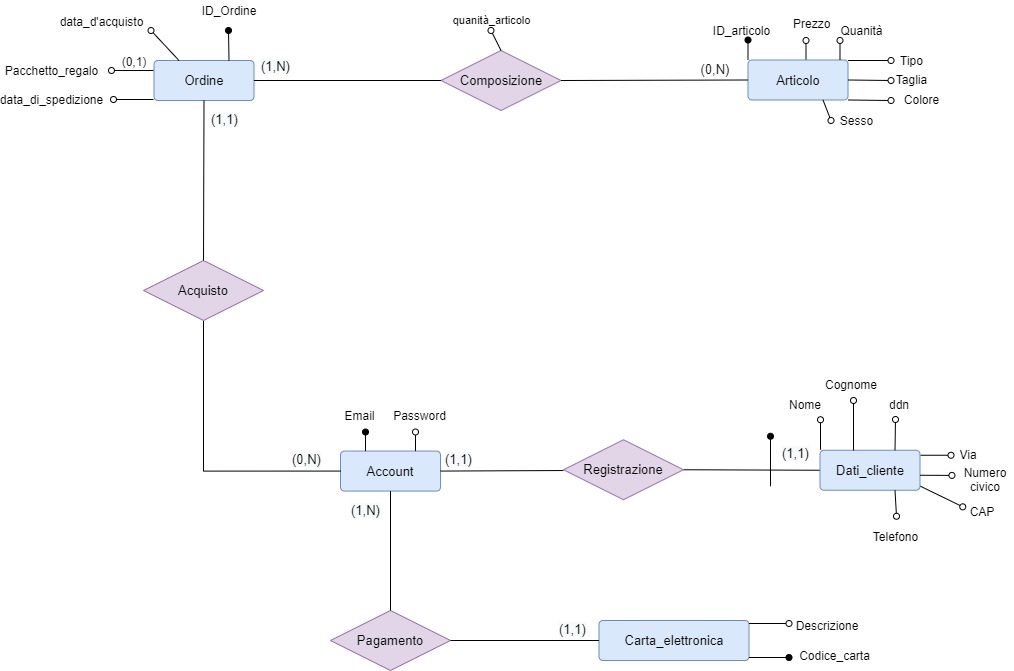 ID_Ordine
data_d'acquisto
quanità_articolo
Prezzo
ID_articolo
Quanità
Pacchetto_regalo
(0,1)
Ordine
(1,N)
Composizione
(0,N)
Articolo
Tipo
Taglia
Colore
data_di_spedizione
(1,1)
Sesso
Acquisto
Cognome
Nome
ddn
Email
Password
(0,N)
Account
(1,1)
Registrazione
(1,1)
Dati_cliente
Via
Numero
civico
CAP
(1,N)
Telefono
Pagamento
(1,1)
Carta_elettronica
Descrizione
Codice_carta